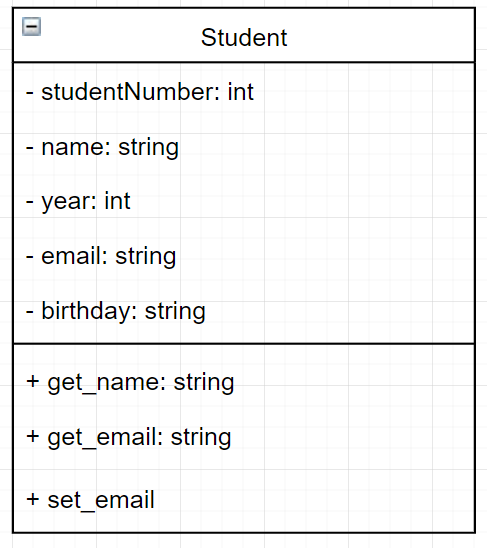 Student
- studentNumber: int
- name: string
- year: int
- email: string
- birthday: string
+ get_name: string
+ get_email: string
+ set_email